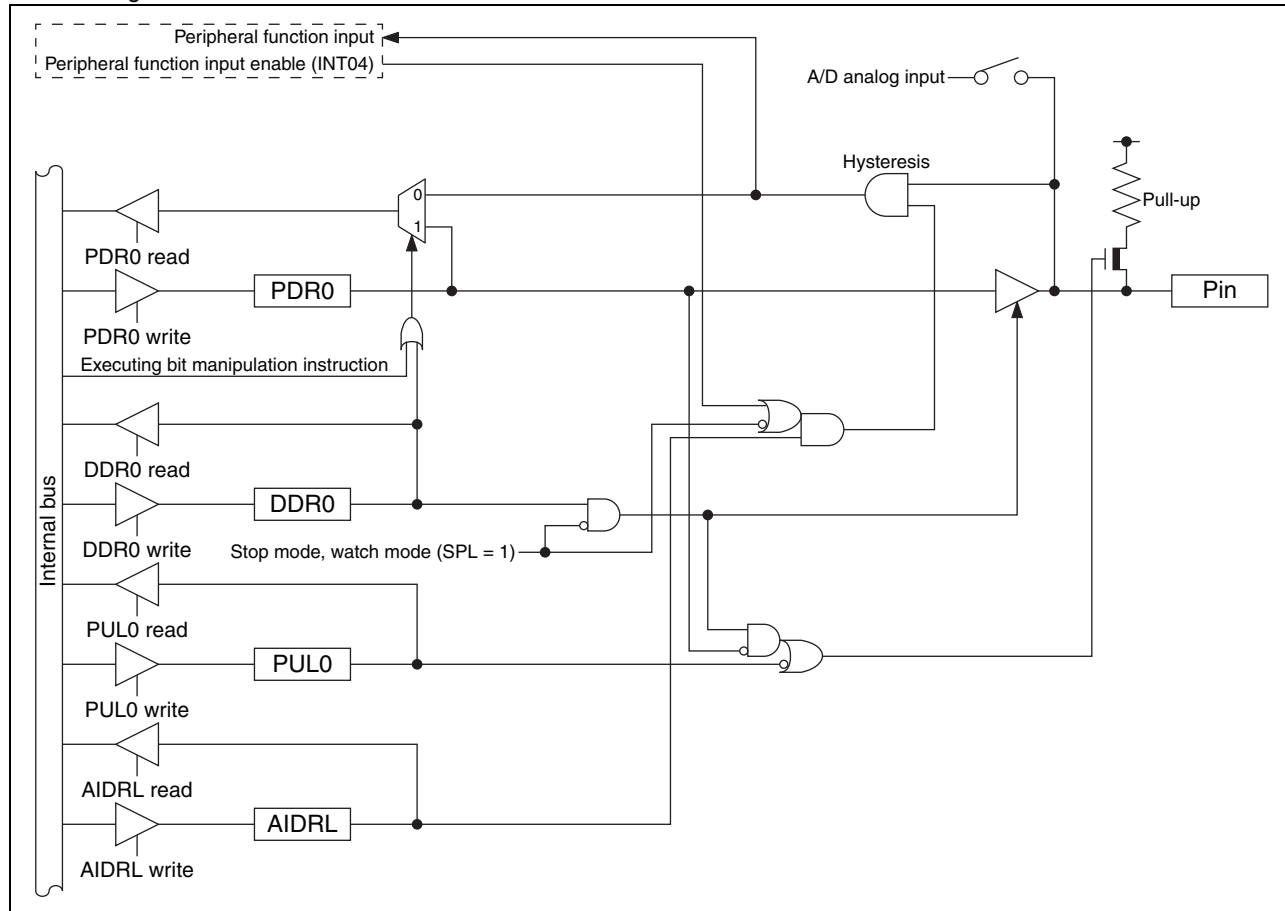 Peripheral function input
Peripheral function input enable (INT04)
A/D analog input
Hysteresis
0
1
Pull-up
PDR0 read
PDR0
Pin
PDR0 write
Executing bit manipulation instruction
DDR0 read
DDR0
Internal bus
DDR0 write
Stop mode, watch mode (SPL = 1)
PUL0 read
PUL0
PUL0 write
AIDRL read
AIDRL
AIDRL write